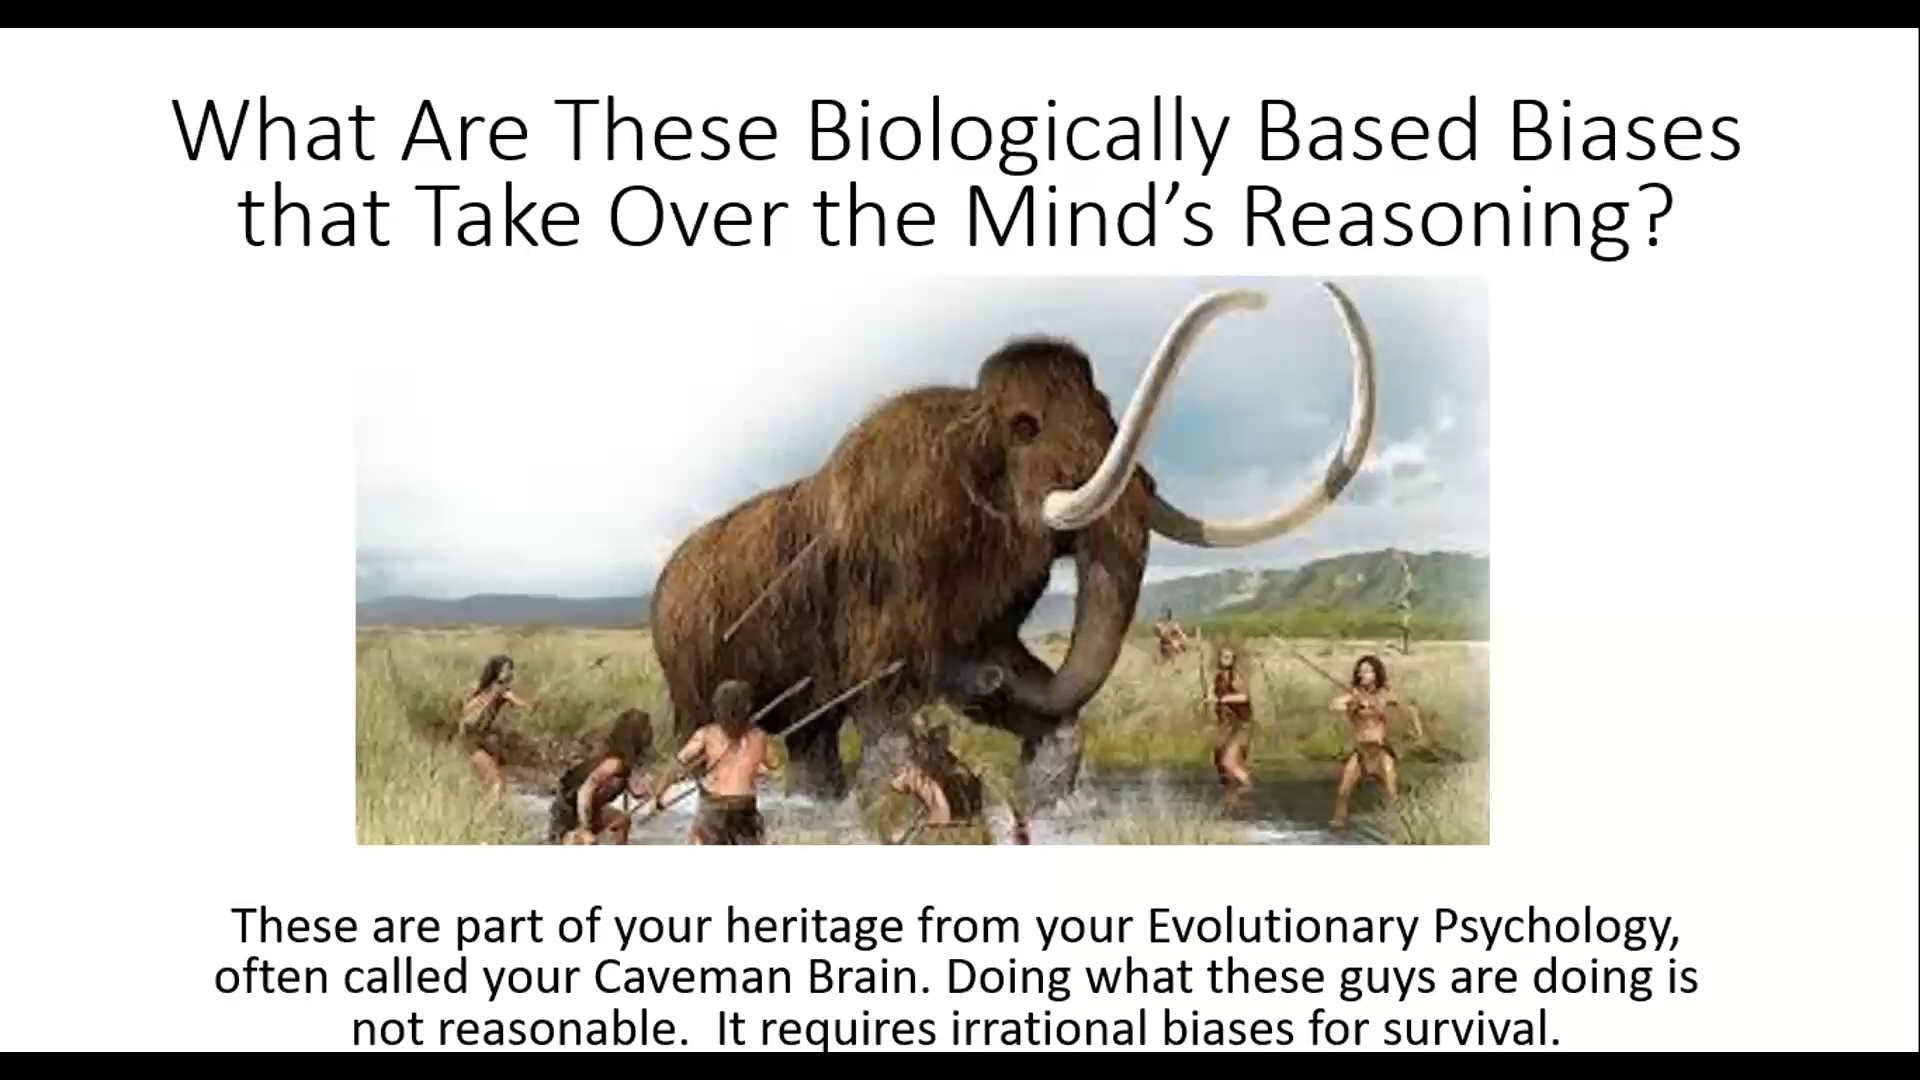 What Are These Biologically Based Biases
that Take Over the Mind’s Reasoning?
These are part of your heritage from your Evolutionary Psychology,
often called your Caveman Brain. Doing what these guys are doing is
not reasonable.  It requires irrational biases for survival.